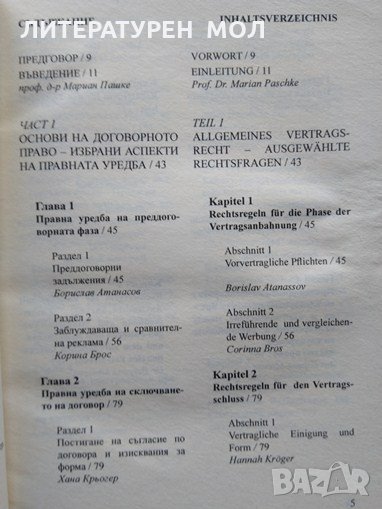 ЛИТЕРАТУРЕН МОЛ
INHALTSVERZEICHNIS
ПРЕДГОВОР / 9
ВЪВЕДЕНИЕ / 11
проф. д-р Мариан Пашке
ЧАСТ 1
ОСНОВИ НА ДОГОВОРНОТО
ПРАВО – ИЗБРАНИ АСПЕКТИ
НА ПРАВНАТА УРЕДБА / 43
Глава 1
Правна уредба на преддого-
ворната фаза / 45
Раздел 1
Преддоговорни
задължения / 45
Борислав Атанасов
Раздел 2
Заблуждаваща и сравнител-
на реклама / 56
Корина Брос
Глава 2
Правна уредба на сключването
на договор / 79
Раздел 1
Постигане на съгласие по
договора и изисквания за
форма / 79
Хана Крьогер
VORWORT / 9
EINLEITUNG / 11
Prof. Dr. Marian Paschke
TEIL 1
ALLGEMEINES VERTRAGS-
RECHT – AUSGEWÄHLTE
RECHTSFRAGEN / 43
Kapitel 1
Rechtsregeln für die Phase der
Vertragsanbahnung / 45
Abschnitt 1
Vorvertragliche Pflichten / 45
Borislav Atanassov
Abschnitt 2
Irreführende und vergleichen-
de Werbung / 56
Corinna Bros
Kapitel 2
Rechtsregeln für den Vertrags-
schluss / 79
Abschnitt 1
Vertragliche Einigung und
Form / 79
Hannah Kröger
5
bazar